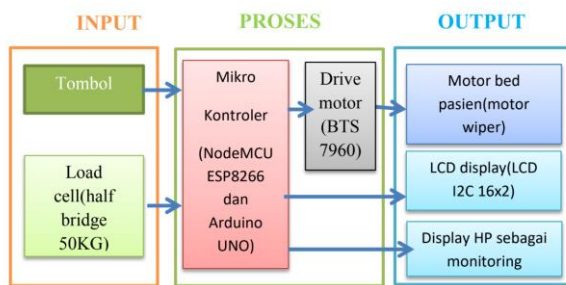 INPUT
PROSES
OUTPUT
Tombol
Load
cell(half
bridge
50KG)
Mikro
Kontroler
(NodeMCU
ESP8266
dan
Arduino
UNO)
Drive
motor
(BTS
7960)
Motor bed
pasien(motor
wiper)
LCD display(LCD
I2C 16x2)
Display HP sebagai
monitoring